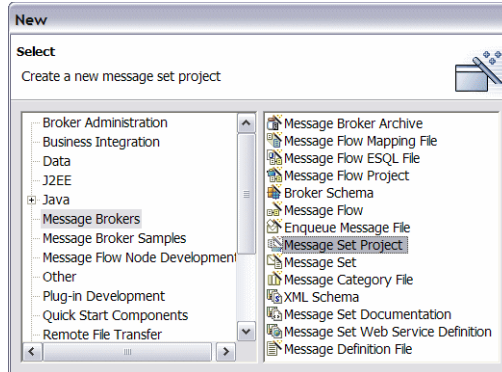 New
Select
Create a new message set project
Broker Administration
Business Integration
Data
J2EE
Java
Message Brokers
Message Broker Samples
Message Flow Node Development
Other
Plug-in Development
Quick Start Components
Remote File Transfer
Message Broker Archive
Message Flow Mapping File
Message Flow ESQL File
Message Flow Project
Broker Schema
Message Flow
Enqueue Message File
Message Set Project
Message Set
Message Category File
XML Schema
Message Set Documentation
Message Set Web Service Definition
Message Definition File